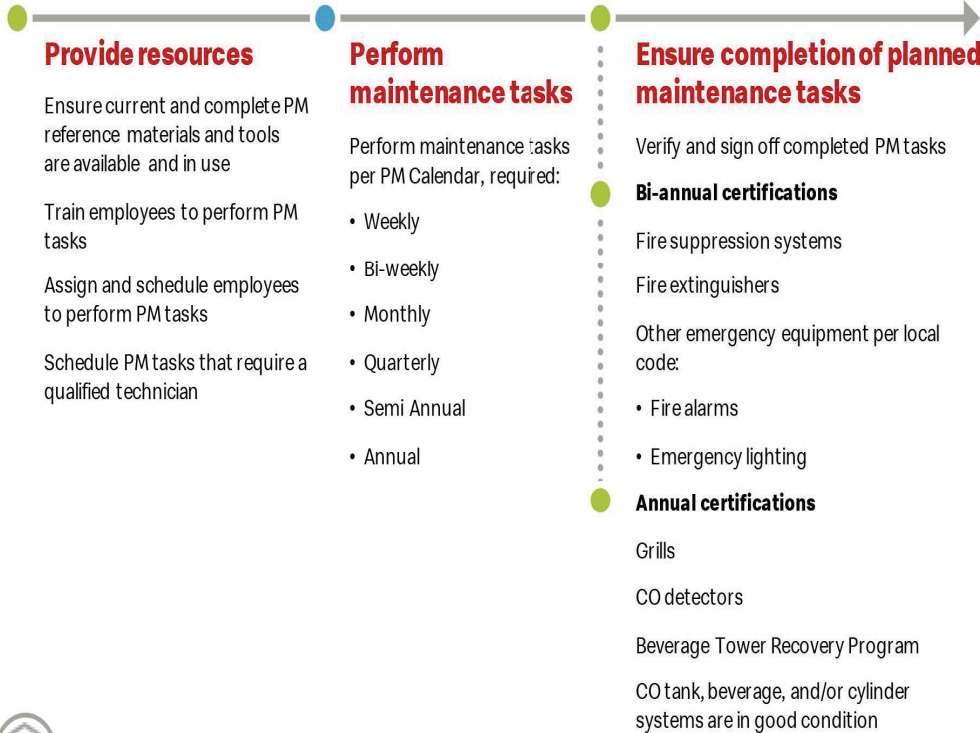 Provide resources
Ensure current and complete PM
reference materials and tools
are available and in use
Train employees to perform PM
tasks
Assign and schedule employees
to perform PM tasks
Schedule PM tasks that require a
qualified technician
Perform
maintenance tasks
Perform maintenance tasks
per PM Calendar, required:
• Weekly
• Bi-weekly
• Monthly
• Quarterly
• Semi Annual
• Annual
Ensure completion of planned
maintenance tasks
Verify and sign off completed PM tasks
Bi-annual certifications
Fire suppression systems
Fire extinguishers
Other emergency equipment per local
code:
• Fire alarms
• Emergency lighting
Annual certifications
Grills
CO detectors
Beverage Tower Recovery Program
CO tank, beverage, and/or cylinder
systems are in good condition